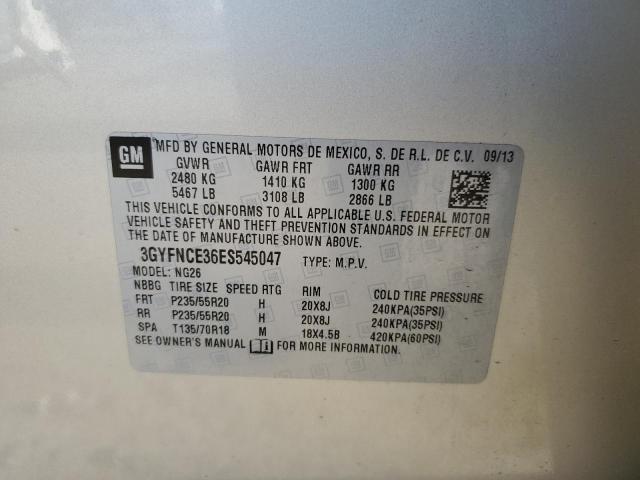 GM MFD BY GENERAL MOTORS DE MEXICO, S. DE R.L. DE C.V. 09/13
GVWR GAWR FRT GAWR RR
2480 KG 1410 KG 1300 KG
5467 LB 3108 LB 2866 LB
THIS VEHICLE CONFORMS TO ALL APPLICABLE U.S. FEDERAL MOTOR
VEHICLE SAFETY AND THEFT PREVENTION STANDARDS IN EFFECT ON
THE DATE OF MANUFACTURE SHOWN ABOVE.
3GYFNCE36ES545047 TYPE: M.P.V.
MODEL: NG26
NBBG TIRE SIZE SPEED RTG RIM COLD TIRE PRESSURE
FRT P235/55R20 H 20X8J 240KPA(35PSI)
RR P235/55R20 H 20X8J 240KPA(35PSI)
SPA T135/70R18 M 18X4.5B 420KPA(60PSI)
SEE OWNER'S MANUAL FOR MORE INFORMATION.